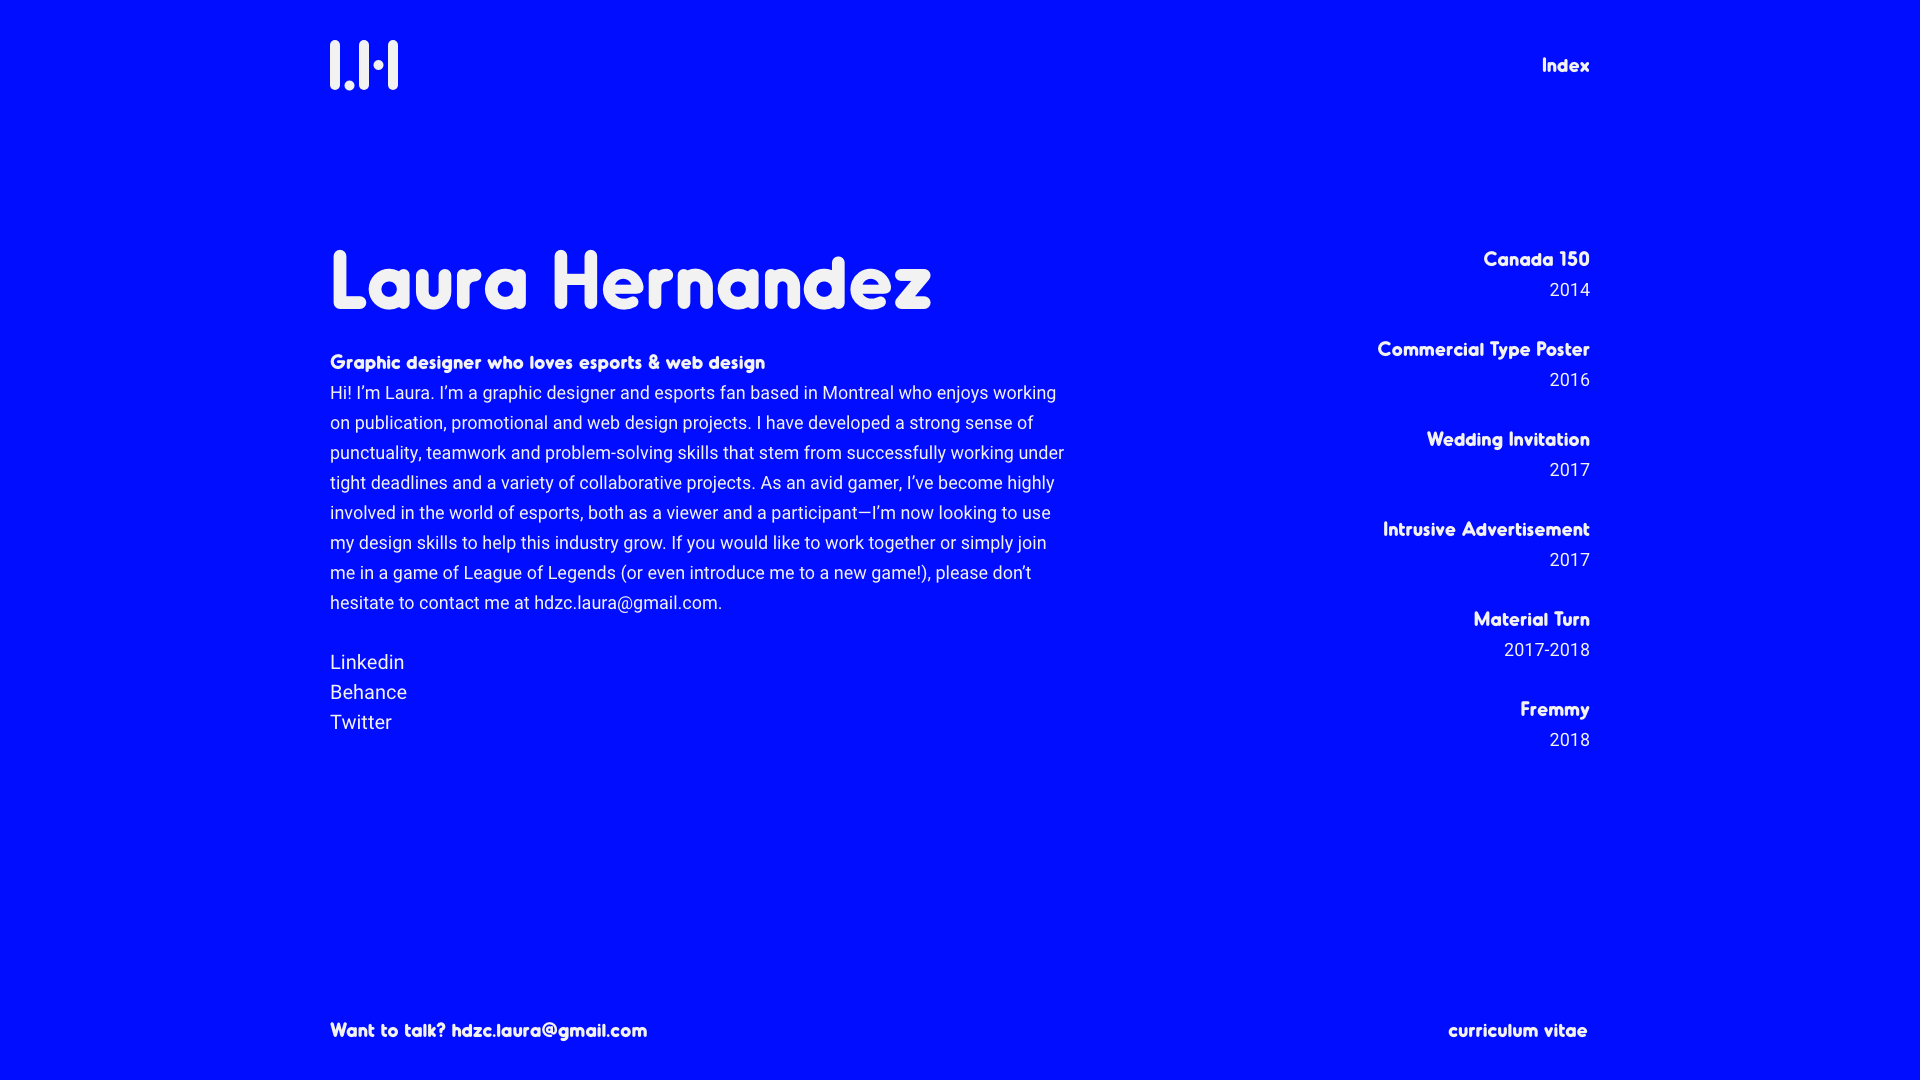 L.H
Index
Laura Hernandez
Graphic designer who loves esports & web design
Hi! I’m Laura. I’m a graphic designer and esports fan based in Montreal who enjoys working
on publication, promotional and web design projects. I have developed a strong sense of
punctuality, teamwork and problem-solving skills that stem from successfully working under
tight deadlines and a variety of collaborative projects. As an avid gamer, I’ve become highly
involved in the world of esports, both as a viewer and a participant—I’m now looking to use
my design skills to help this industry grow. If you would like to work together or simply join
me in a game of League of Legends (or even introduce me to a new game!), please don’t
hesitate to contact me at hdzc.laura@gmail.com.
Linkedin
Behance
Twitter
Canada 150
2014
Commercial Type Poster
2016
Wedding Invitation
2017
Intrusive Advertisement
2017
Material Turn
2017-2018
Fremmy
2018
Want to talk? hdzc.laura@gmail.com
curriculum vitae